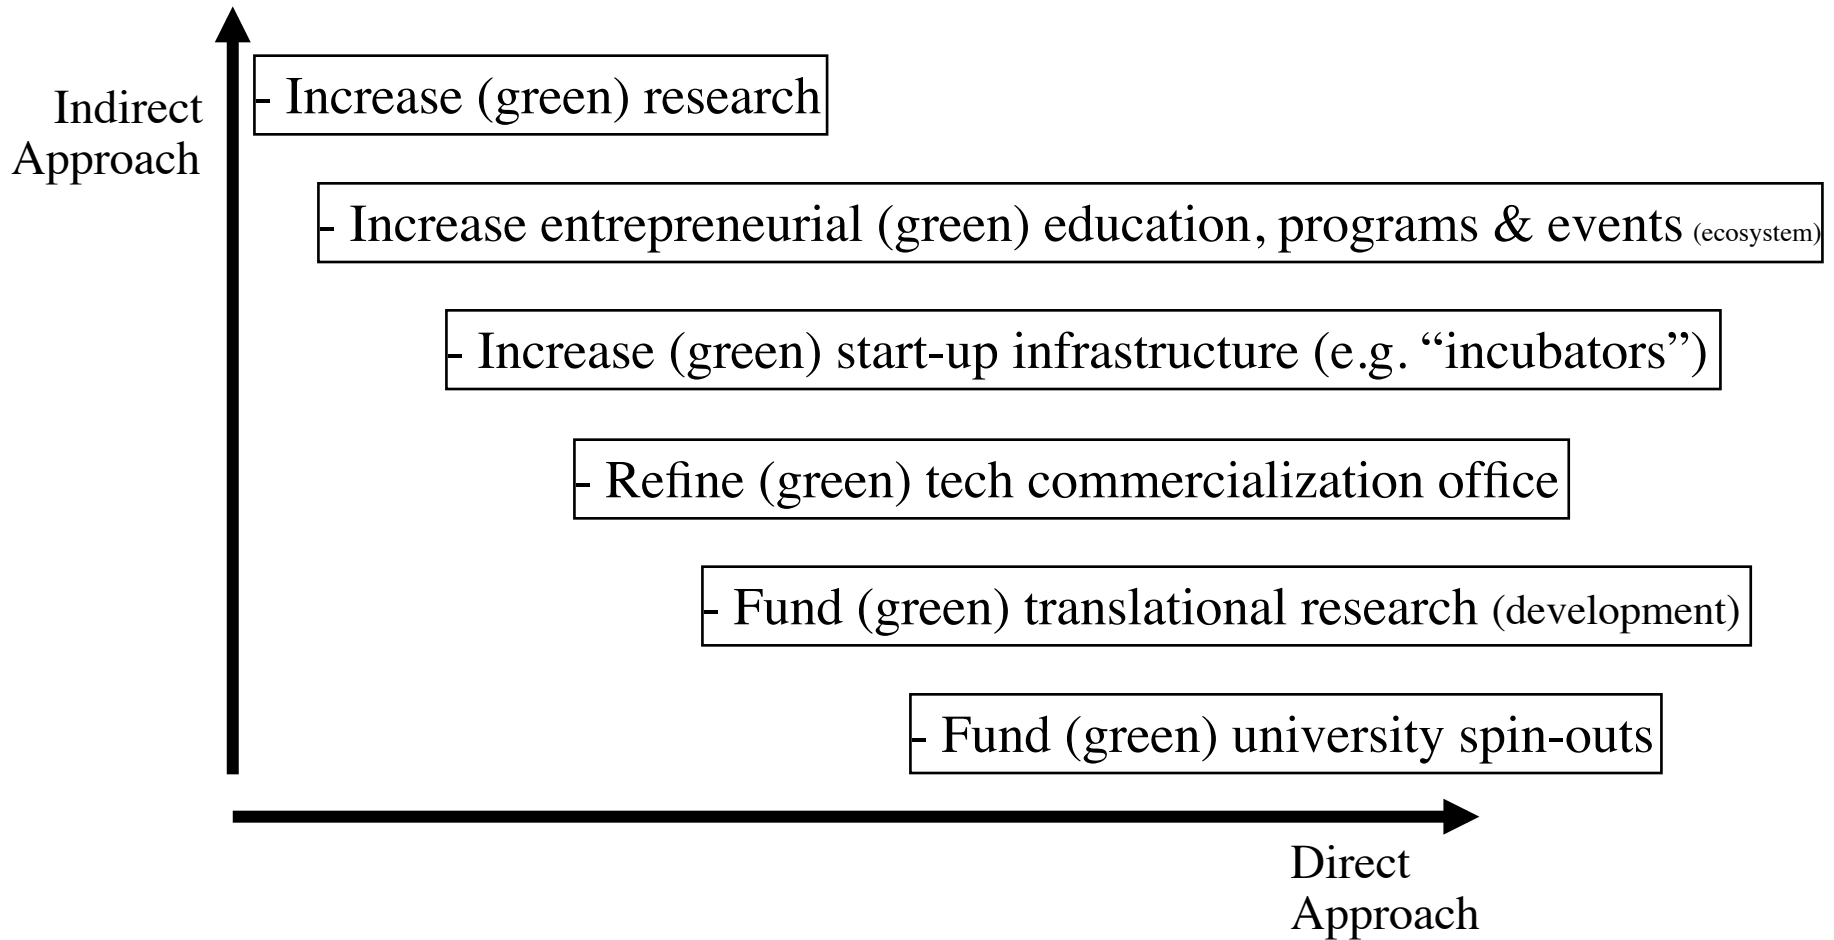 Indirect
Approach
- Increase (green) research
- Increase entrepreneurial (green) education, programs & events (ecosystem)
- Increase (green) start-up infrastructure (e.g. “incubators”)
- Refine (green) tech commercialization office
- Fund (green) translational research (development)
- Fund (green) university spin-outs
Direct
Approach